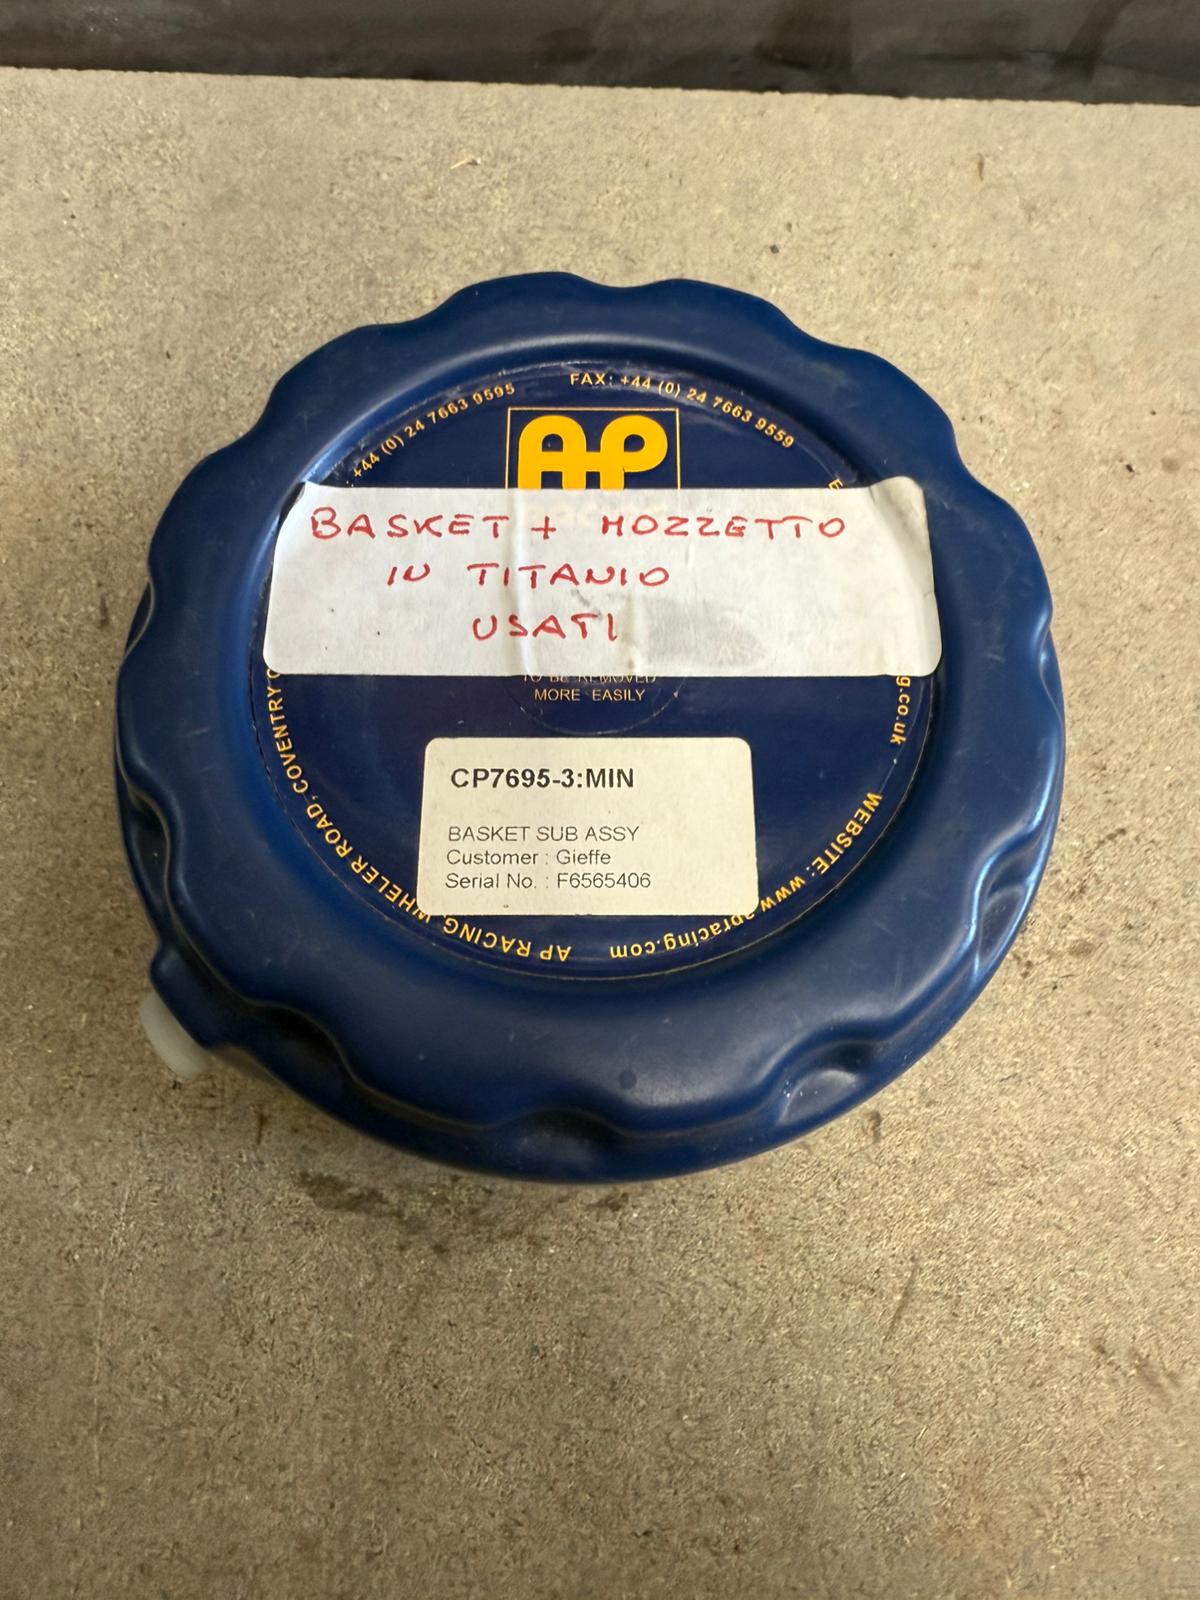 +44 (0) 24 7663 9595
FAX: +44 (0) 24 7663 9559
AP
BASKET + MOZZETTO
IN TITANIO
USATI
TO BE REMOVED
MORE EASILY
CP7695-3:MIN
BASKET SUB ASSY
Customer : Gieffe
Serial No. : F6565406
AP RACING, WHELER ROAD, COVENTRY
WEBSITE: www.apracing.com
g.co.uk